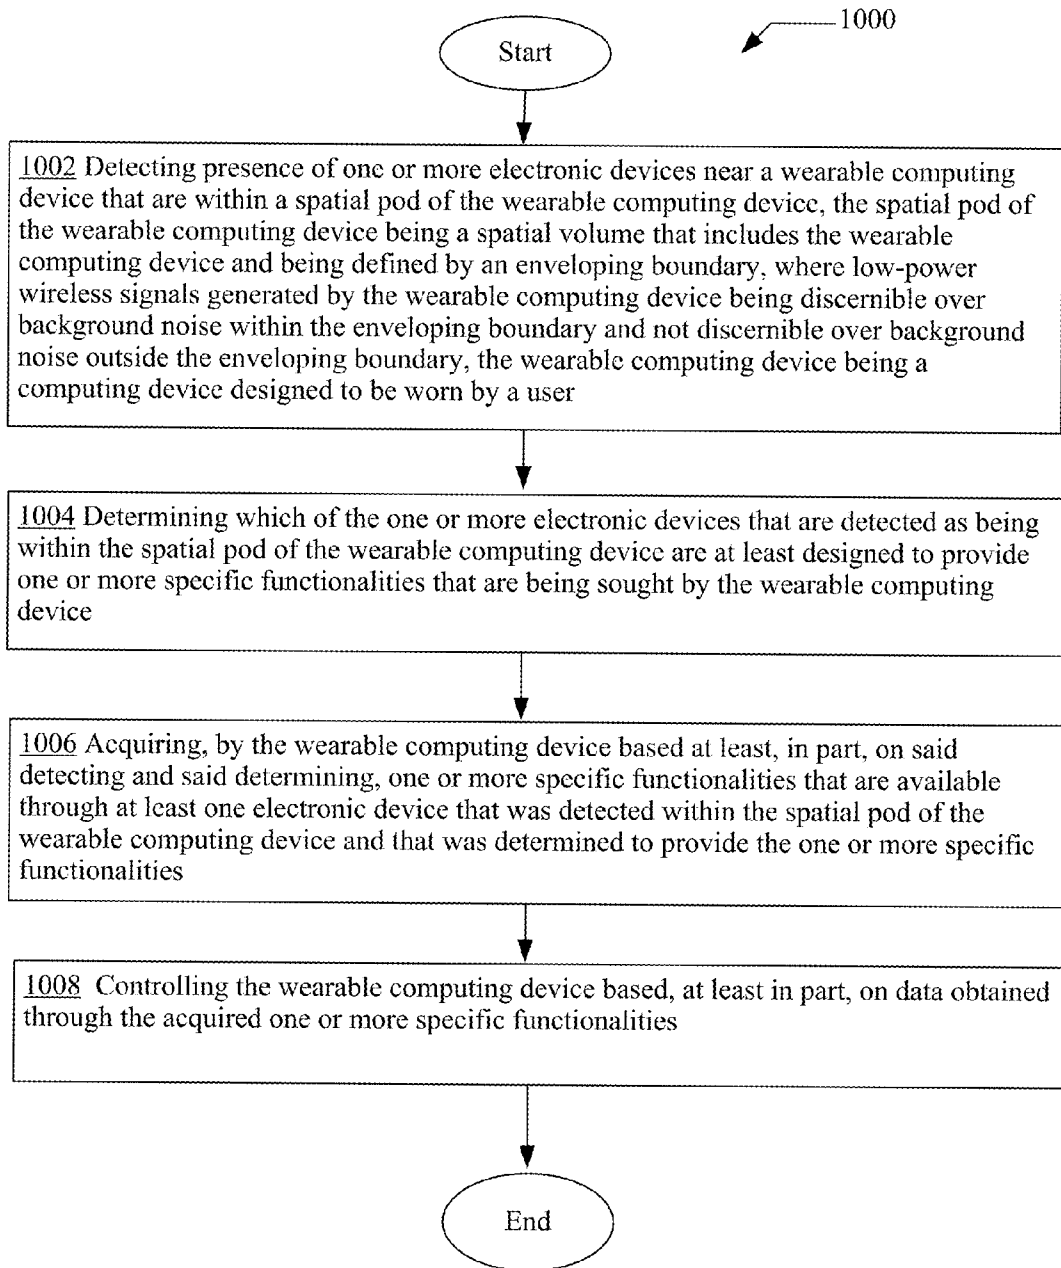 1000
Start
1002 Detecting presence of one or more electronic devices near a wearable computing
device that are within a spatial pod of the wearable computing device, the spatial pod of
the wearable computing device being a spatial volume that includes the wearable
computing device and being defined by an enveloping boundary, where low-power
wireless signals generated by the wearable computing device being discernible over
background noise within the enveloping boundary and not discernible over background
noise outside the enveloping boundary, the wearable computing device being a
computing device designed to be worn by a user
1004 Determining which of the one or more electronic devices that are detected as being
within the spatial pod of the wearable computing device are at least designed to provide
one or more specific functionalities that are being sought by the wearable computing
device
1006 Acquiring, by the wearable computing device based at least, in part, on said
detecting and said determining, one or more specific functionalities that are available
through at least one electronic device that was detected within the spatial pod of the
wearable computing device and that was determined to provide the one or more specific
functionalities
1008 Controlling the wearable computing device based, at least in part, on data obtained
through the acquired one or more specific functionalities
End